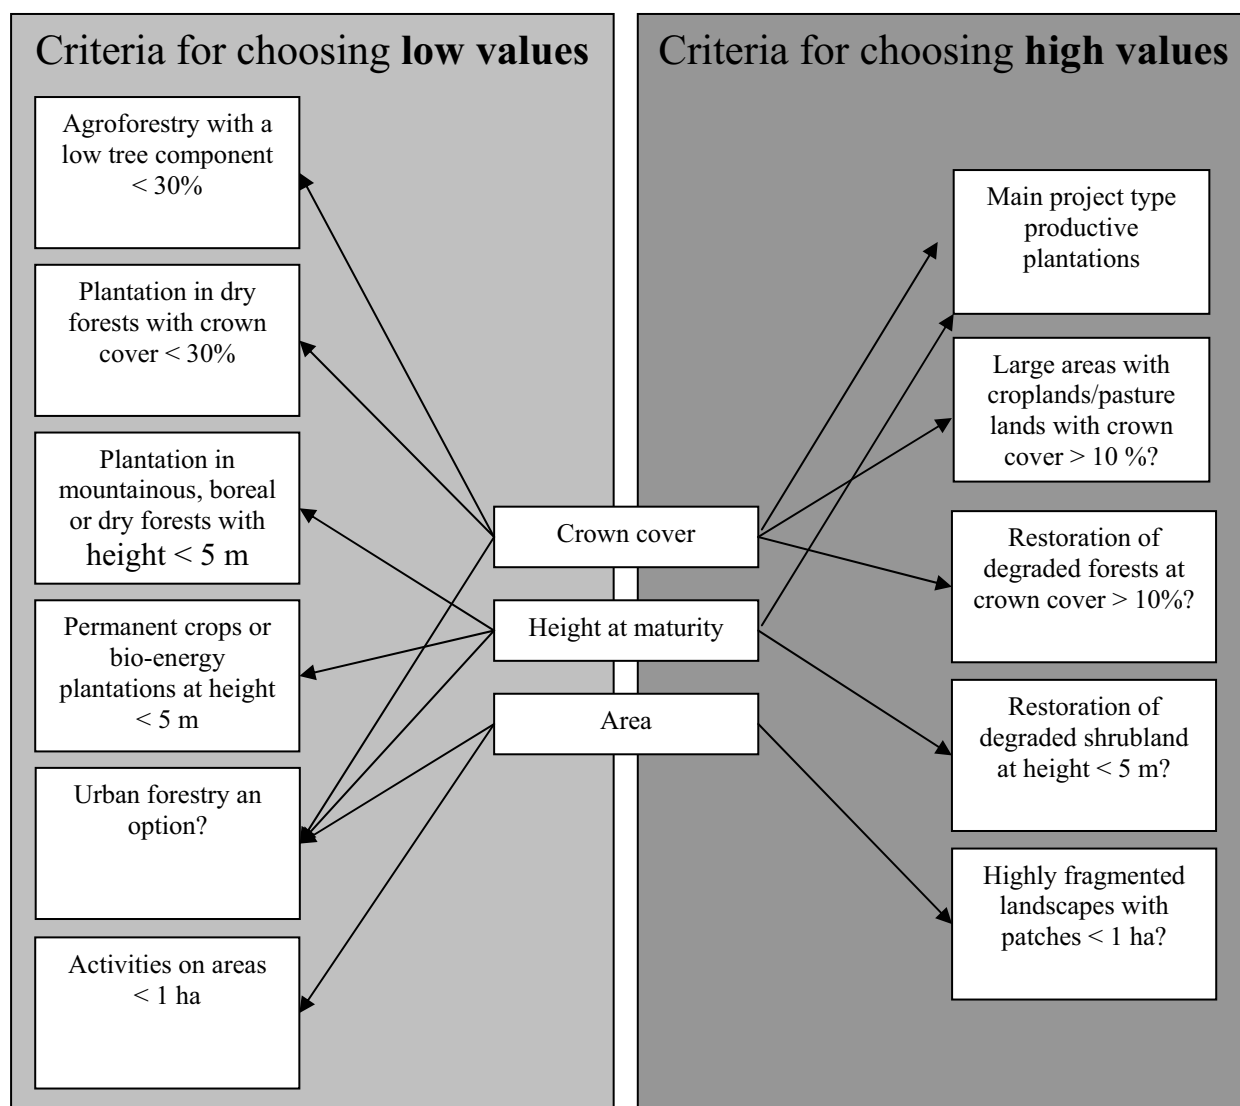 Criteria for choosing low values
Agroforestry with a
low tree component
< 30%
Plantation in dry
forests with crown
cover < 30%
Plantation in
mountainous, boreal
or dry forests with
height < 5 m
Permanent crops or
bio-energy
plantations at height
< 5 m
Urban forestry an
option?
Activities on areas
< 1 ha
Crown cover
Height at maturity
Area
Criteria for choosing high values
Main project type
productive
plantations
Large areas with
croplands/pasture
lands with crown
cover > 10 %?
Restoration of
degraded forests at
crown cover > 10%?
Restoration of
degraded shrubland
at height < 5 m?
Highly fragmented
landscapes with
patches < 1 ha?